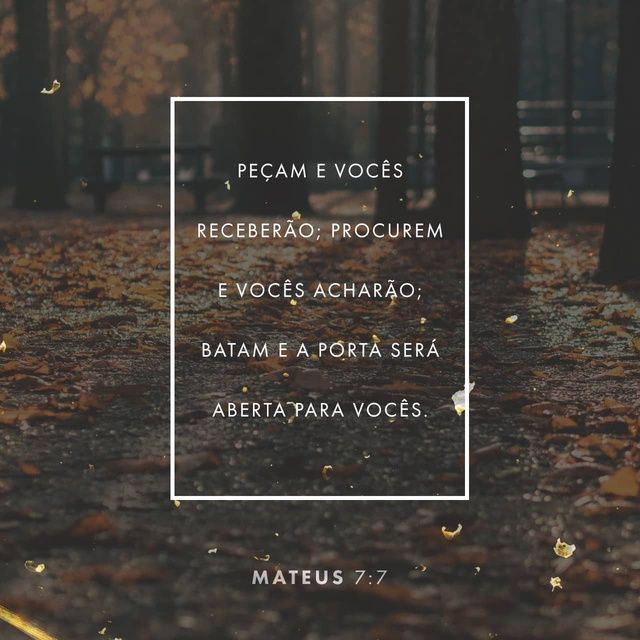 PEÇAM E VOCÊS
RECEBERÃO; PROCUREM
E VOCÊS ACHARÃO;
BATAM E A PORTA SERÁ
ABERTA PARA VOCÊS.
MATEUS 7:7